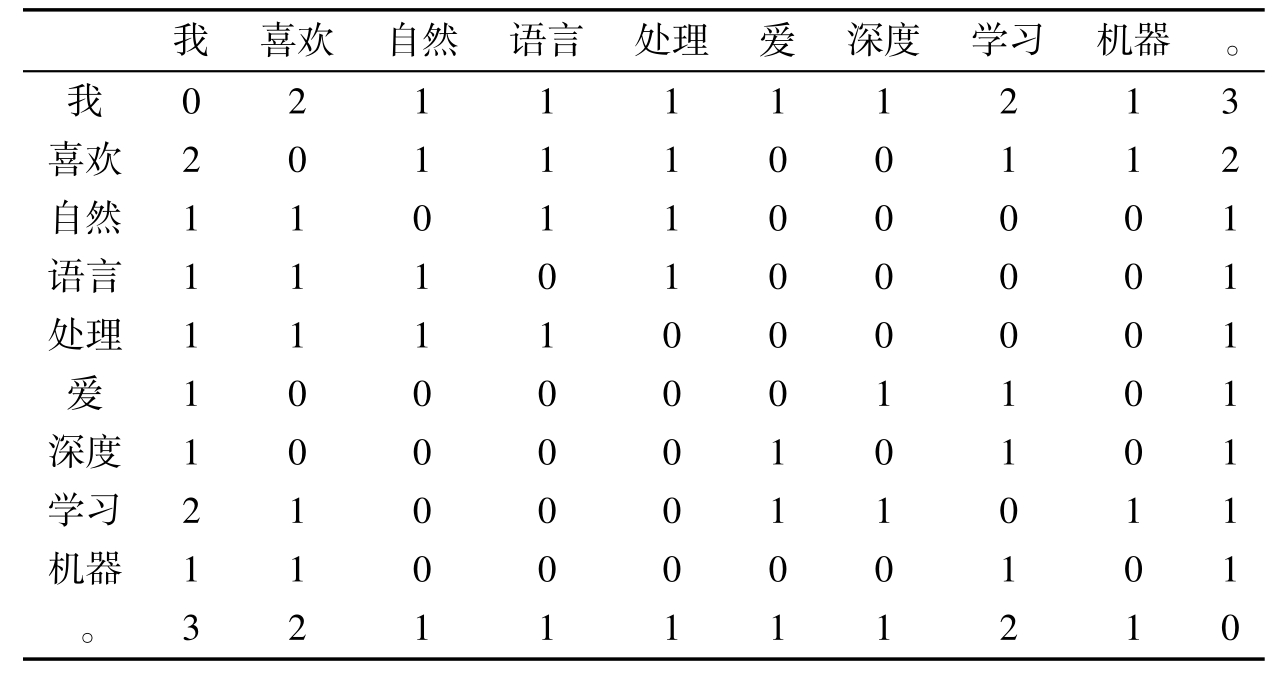 我 喜欢 自然 语言 处理 爱 深度 学习 机器 。
我 0 2 1 1 1 1 1 2 1 3
喜欢 2 0 1 1 1 0 0 1 1 2
自然 1 1 0 1 1 0 0 0 0 1
语言 1 1 1 0 1 0 0 0 0 1
处理 1 1 1 1 0 0 0 0 0 1
爱 1 0 0 0 0 0 1 1 0 1
深度 1 0 0 0 0 1 0 1 0 1
学习 2 1 0 0 0 1 1 0 1 1
机器 1 1 0 0 0 0 0 1 0 1
。 3 2 1 1 1 1 1 2 1 0